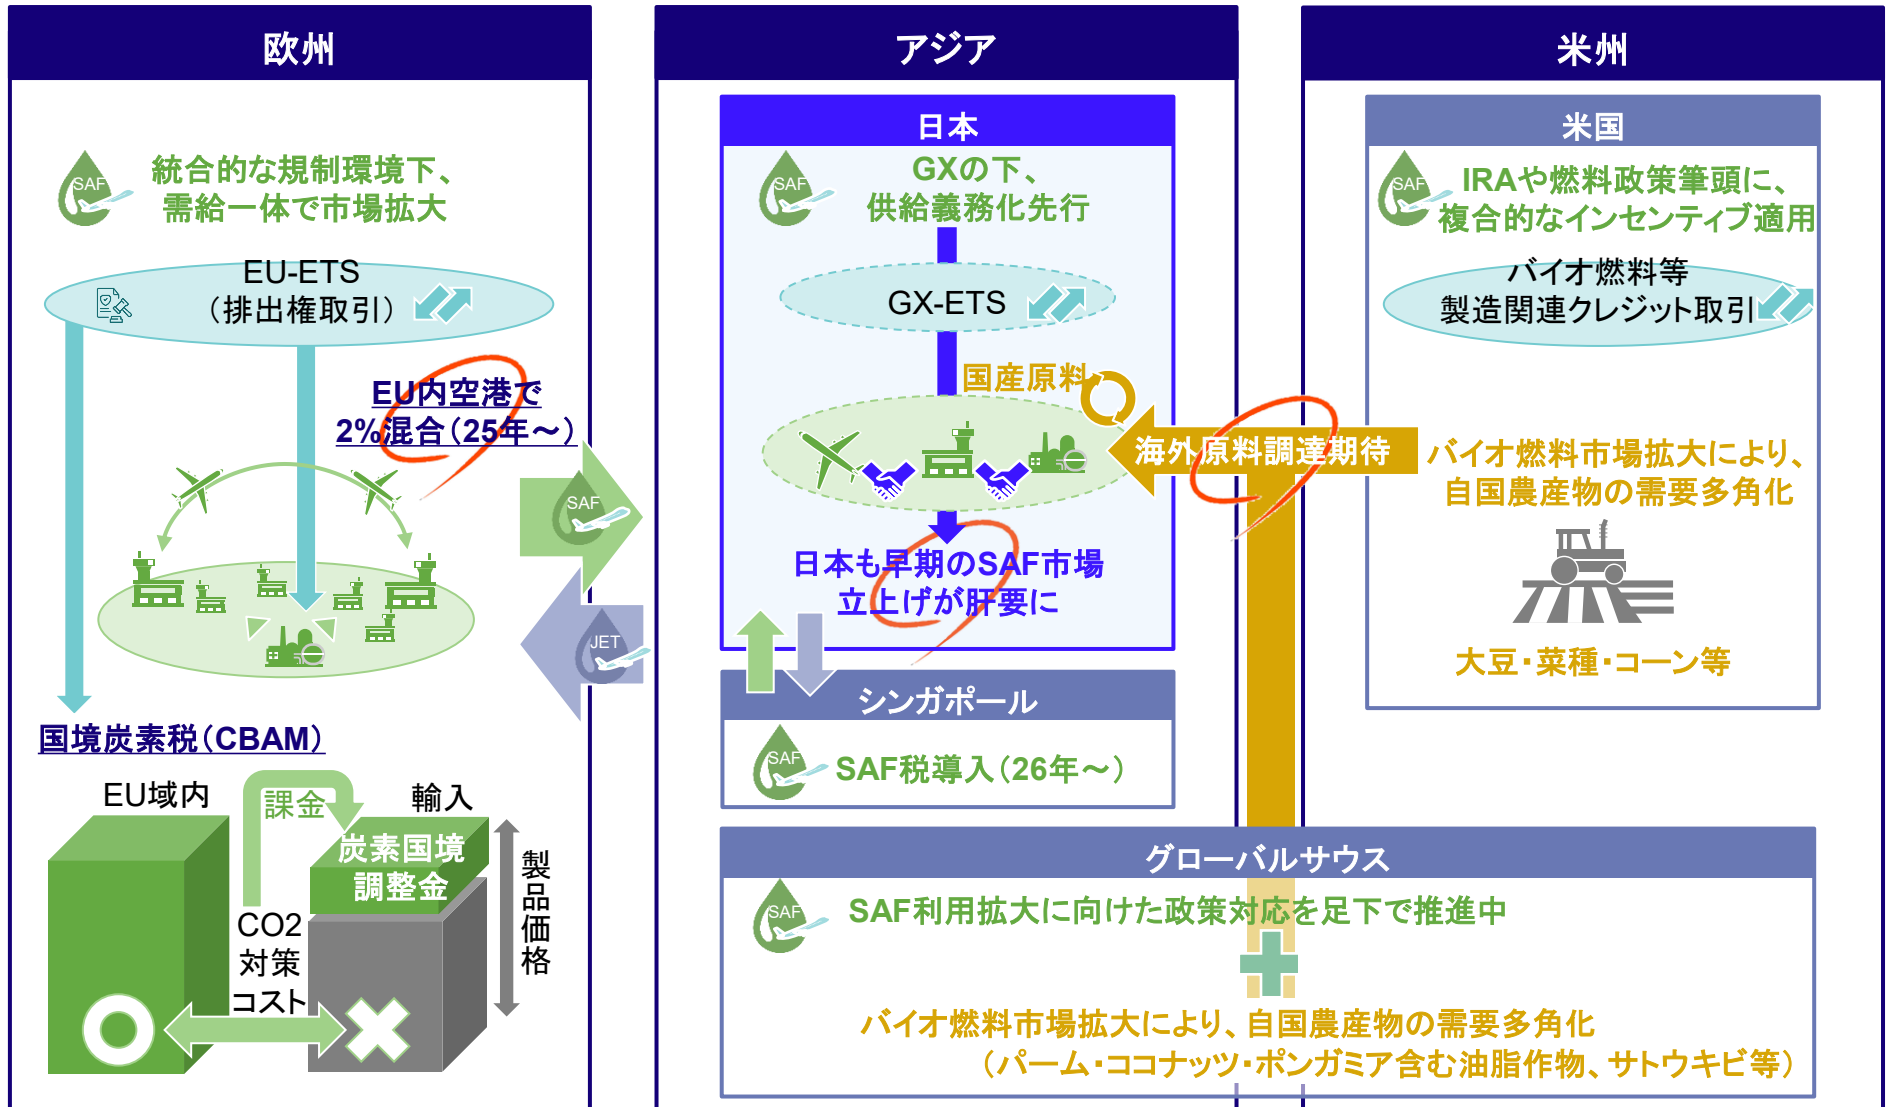 欧州
SAF
統合的な規制環境下、
需給一体で市場拡大
EU-ETS
（排出権取引）
EU内空港で
2%混合（25年～）
SAF
JET
国境炭素税（CBAM）
EU域内
課金
輸入
炭素国境
調整金
製品価格
CO2
対策
コスト
アジア
日本
SAF
GXの下、
供給義務化先行
GX-ETS
国産原料
海外原料調達期待
日本も早期のSAF市場
立上げが肝要に
シンガポール
SAF
SAF税導入（26年～）
米州
米国
SAF
IRAや燃料政策筆頭に、
複合的なインセンティブ適用
バイオ燃料等
製造関連クレジット取引
バイオ燃料市場拡大により、
自国農産物の需要多角化
大豆・菜種・コーン等
グローバルサウス
SAF
SAF利用拡大に向けた政策対応を足下で推進中
バイオ燃料市場拡大により、自国農産物の需要多角化
（パーム・ココナッツ・ポンガミア含む油脂作物、サトウキビ等）